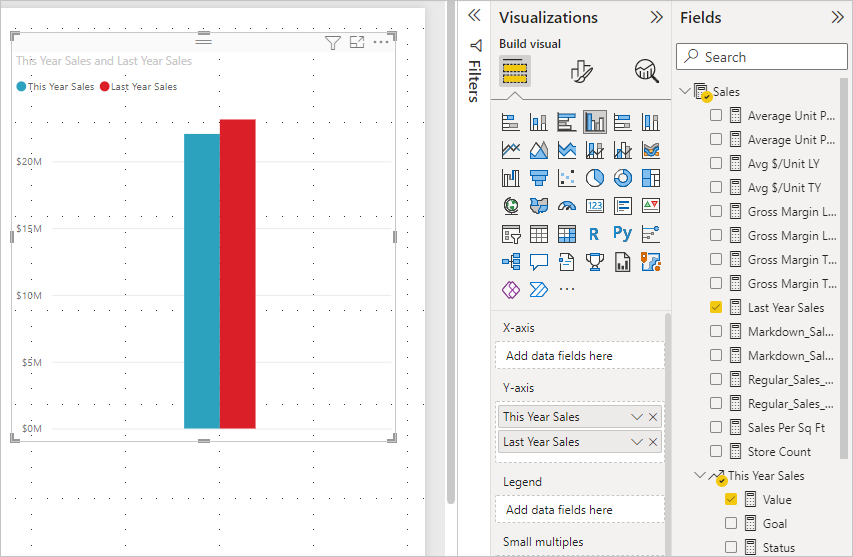 This Year Sales and Last Year Sales
This Year Sales Last Year Sales
$20M
$15M
$10M
$5M
$0M
Filters
Visualizations
Build visual
123
R
Py
X-axis
Add data fields here
Y-axis
This Year Sales
Last Year Sales
Legend
Add data fields here
Small multiples
Fields
Search
Sales
Average Unit P...
Average Unit P...
Avg $/Unit LY
Avg $/Unit TY
Gross Margin L...
Gross Margin L...
Gross Margin T...
Gross Margin T...
Last Year Sales
Markdown_Sal...
Markdown_Sal...
Regular_Sales_...
Regular_Sales_...
Sales Per Sq Ft
Store Count
This Year Sales
Value
Goal
Status